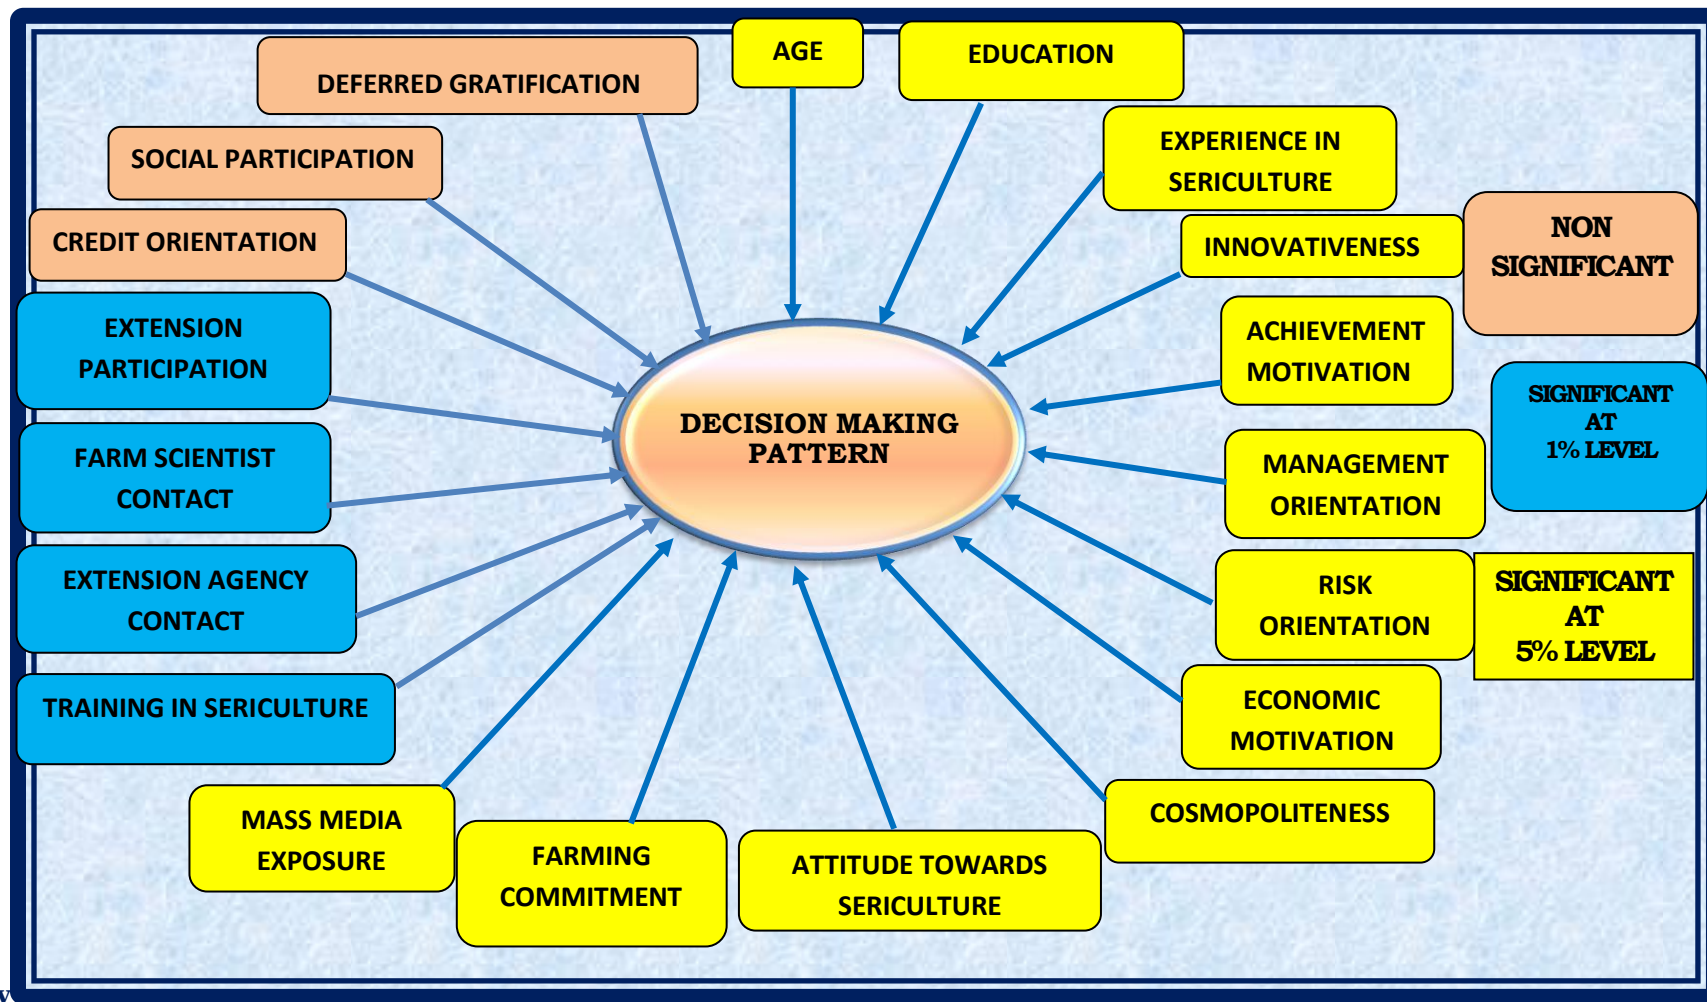 AGE
EDUCATION
DEFERRED GRATIFICATION
SOCIAL PARTICIPATION
EXPERIENCE IN
SERICULTURE
CREDIT ORIENTATION
INNOVATIVENESS
NON
SIGNIFICANT
EXTENSION
PARTICIPATION
ACHIEVEMENT
MOTIVATION
SIGNIFICANT
AT
1% LEVEL
DECISION MAKING
PATTERN
FARM SCIENTIST
CONTACT
MANAGEMENT
ORIENTATION
EXTENSION AGENCY
CONTACT
RISK
ORIENTATION
SIGNIFICANT
AT
5% LEVEL
TRAINING IN SERICULTURE
ECONOMIC
MOTIVATION
MASS MEDIA
EXPOSURE
FARMING
COMMITMENT
ATTITUDE TOWARDS
SERICULTURE
COSMOPOLITENESS
v